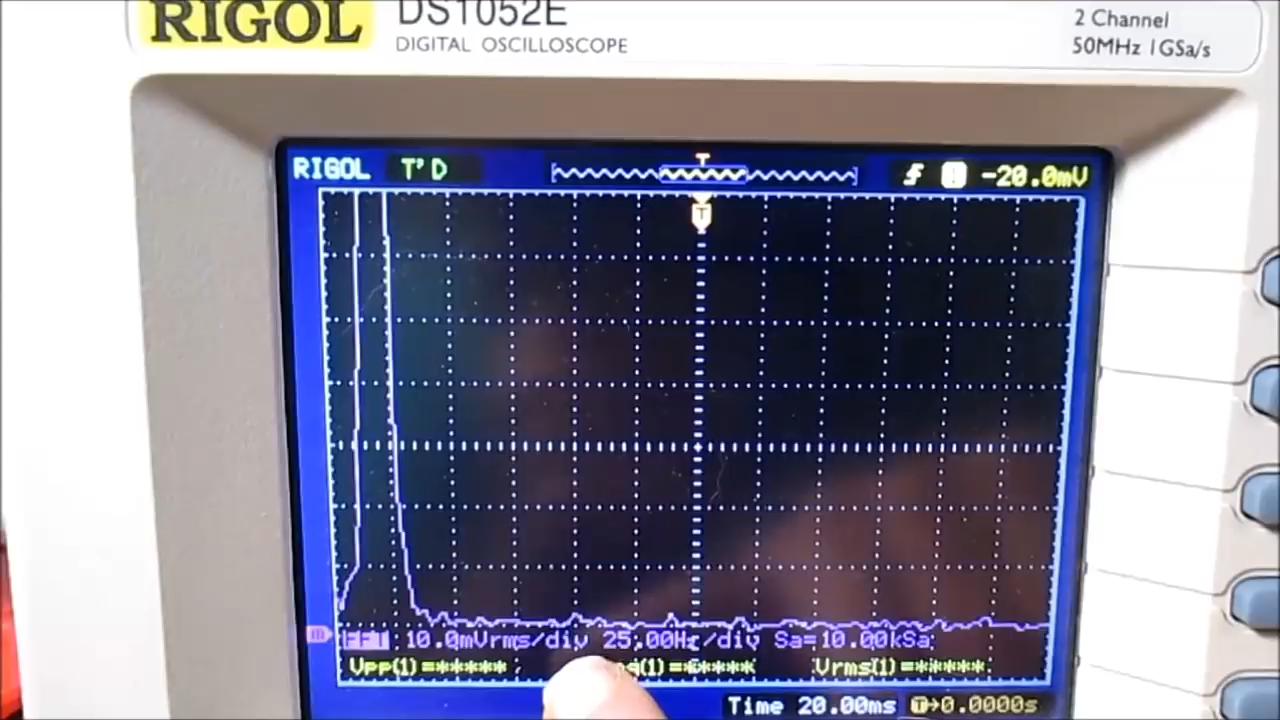 RIGOL DS1052E
DIGITAL OSCILLOSCOPE
2 Channel
50MHz 1GSa/s
RIGOL T'D T -20.0mV
T
FFT 10.0mVrms/div 25.00Hz/div Sa=10.00kSa
Vpp(1)=***** (1)=***** Vrms(1)=*****
Time 20.00ms T→0.0000s